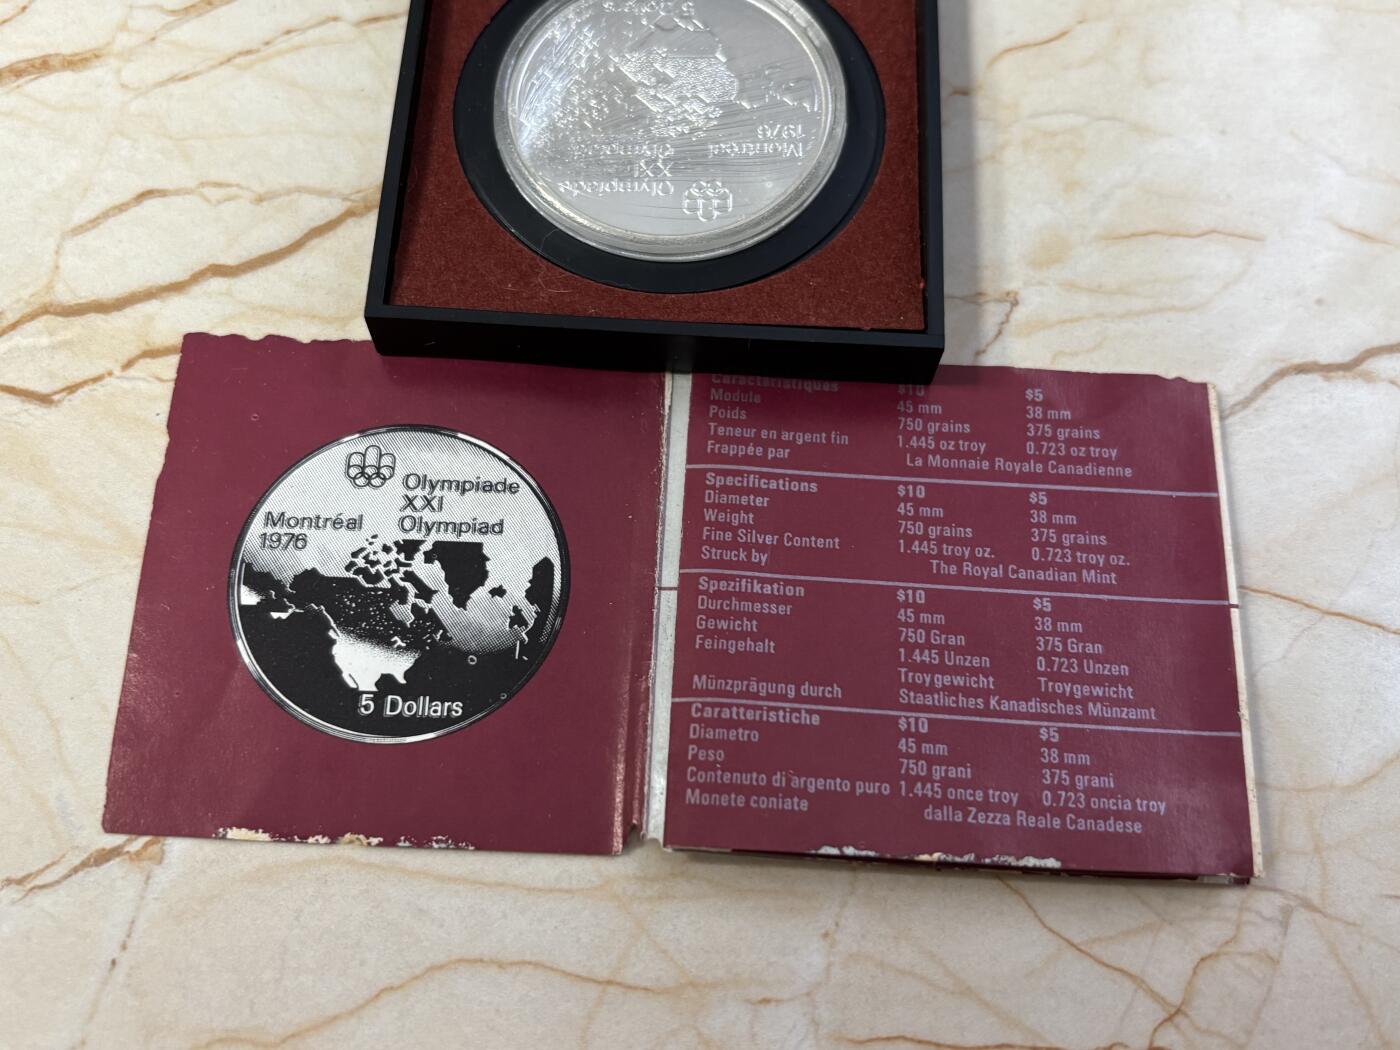 5 Dollars
1976
Montréal
Olympiad
XXI
Olympiade
Olympiade
XXI
Olympiad
Montréal
1976
5 Dollars
Caractéristiques $10 $5
Module 45 mm 38 mm
Poids 750 grains 375 grains
Teneur en argent fin 1.445 oz troy 0.723 oz troy
Frappée par La Monnaie Royale Canadienne
Specifications $10 $5
Diameter 45 mm 38 mm
Weight 750 grains 375 grains
Fine Silver Content 1.445 troy oz. 0.723 troy oz.
Struck by The Royal Canadian Mint
Spezifikation $10 $5
Durchmesser 45 mm 38 mm
Gewicht 750 Gran 375 Gran
Feingehalt 1.445 Unzen 0.723 Unzen
Troygewicht Troygewicht
Münzprägung durch Staatliches Kanadisches Münzamt
Caratteristiche $10 $5
Diametro 45 mm 38 mm
Peso 750 grani 375 grani
Contenuto di argento puro 1.445 once troy 0.723 oncia troy
Monete coniate dalla Zezza Reale Canadese